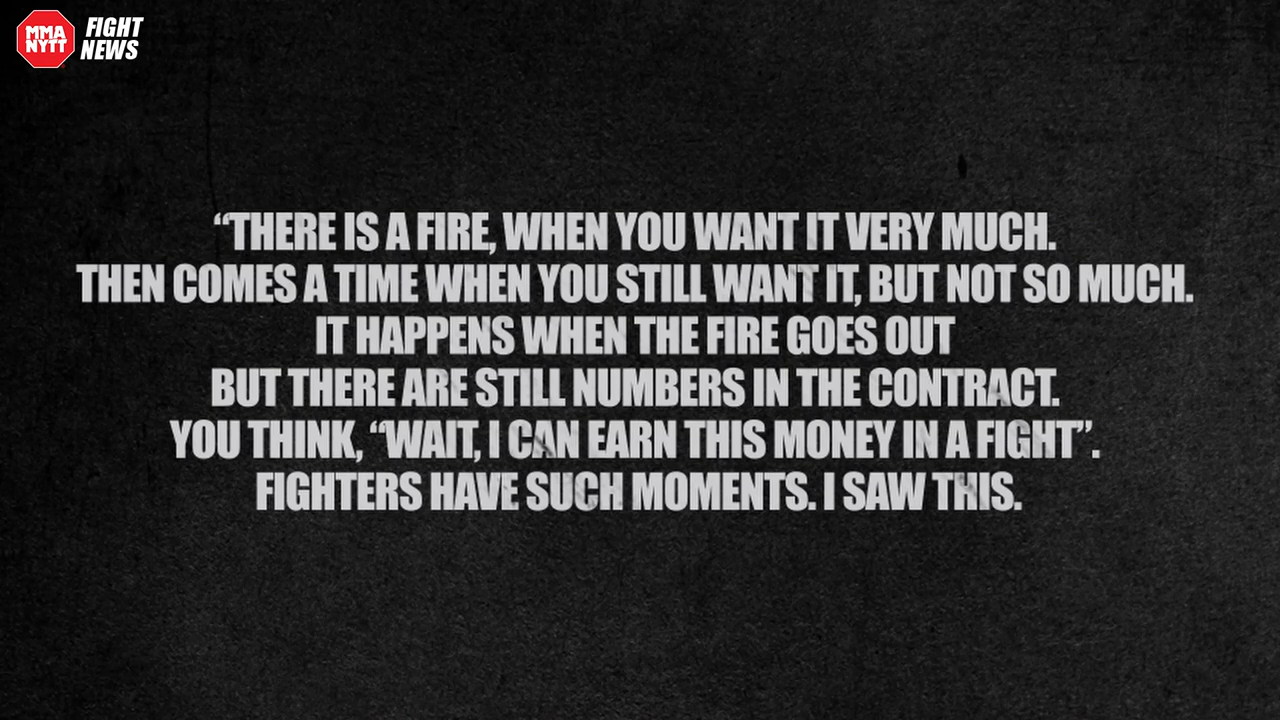 MMA
NYTT
FIGHT
NEWS
“THERE IS A FIRE, WHEN YOU WANT IT VERY MUCH.
THEN COMES A TIME WHEN YOU STILL WANT IT, BUT NOT SO MUCH.
IT HAPPENS WHEN THE FIRE GOES OUT
BUT THERE ARE STILL NUMBERS IN THE CONTRACT.
YOU THINK, “WAIT, I CAN EARN THIS MONEY IN A FIGHT”.
FIGHTERS HAVE SUCH MOMENTS. I SAW THIS.